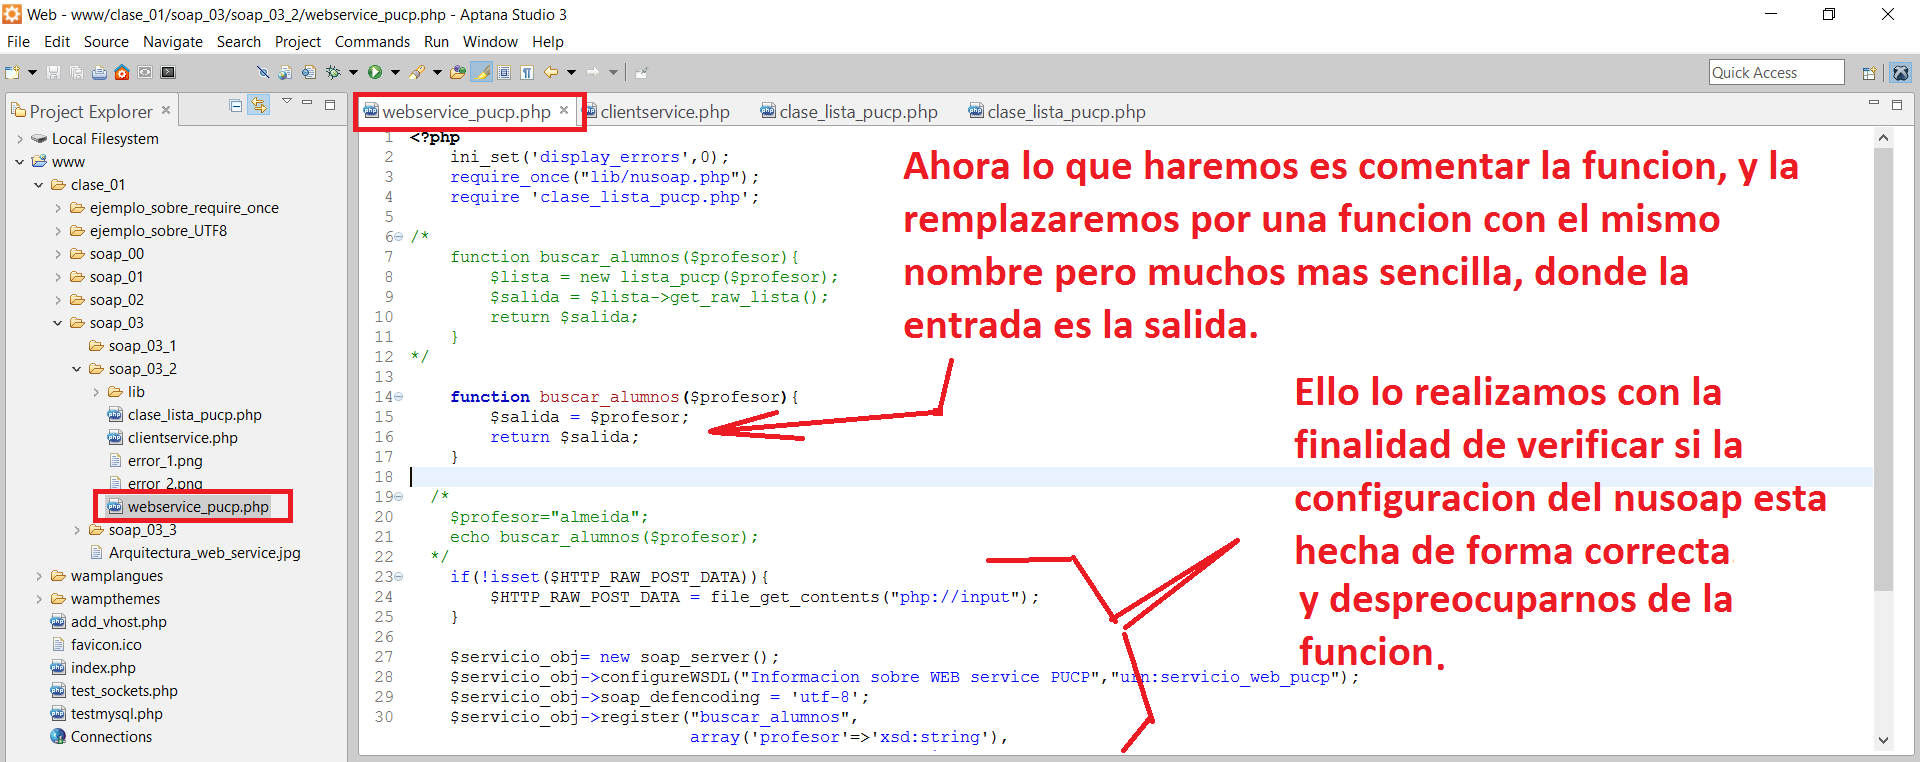 Web - www/clase_01/soap_03/soap_03_2/webservice_pucp.php - Aptana Studio 3
File Edit Source Navigate Search Project Commands Run Window Help
Quick Access
Project Explorer
Local Filesystem
www
clase_01
ejemplo_sobre_require_once
ejemplo_sobre_UTF8
soap_00
soap_01
soap_02
soap_03
soap_03_1
soap_03_2
lib
clase_lista_pucp.php
clientservice.php
error_1.png
error_2.png
webservice_pucp.php
soap_03_3
Arquitectura_web_service.jpg
wamplangues
wampthemes
add_vhost.php
favicon.ico
index.php
test_sockets.php
testmysql.php
Connections
webservice_pucp.php clientservice.php clase_lista_pucp.php clase_lista_pucp.php
1 <?php
2 ini_set('display_errors',0);
3 require_once("lib/nusoap.php");
4 require 'clase_lista_pucp.php';
5
6 /*
7 function buscar_alumnos($profesor){
8 $lista = new lista_pucp($profesor);
9 $salida = $lista->get_raw_lista();
10 return $salida;
11 }
12 */
13
14 function buscar_alumnos($profesor){
15 $salida = $profesor;
16 return $salida;
17 }
18
19 /*
20 $profesor="almeida";
21 echo buscar_alumnos($profesor);
22 */
23 if(!isset($HTTP_RAW_POST_DATA)){
24 $HTTP_RAW_POST_DATA = file_get_contents("php://input");
25 }
26
27 $servicio_obj= new soap_server();
28 $servicio_obj->configureWSDL("Informacion sobre WEB service PUCP","urn:servicio_web_pucp");
29 $servicio_obj->soap_defencoding = 'utf-8';
30 $servicio_obj->register("buscar_alumnos",
array('profesor'=>'xsd:string'),
Ahora lo que haremos es comentar la funcion, y la
remplazaremos por una funcion con el mismo
nombre pero muchos mas sencilla, donde la
entrada es la salida.
Ello lo realizamos con la
finalidad de verificar si la
configuracion del nusoap esta
hecha de forma correcta
y despreocuparnos de la
funcion.